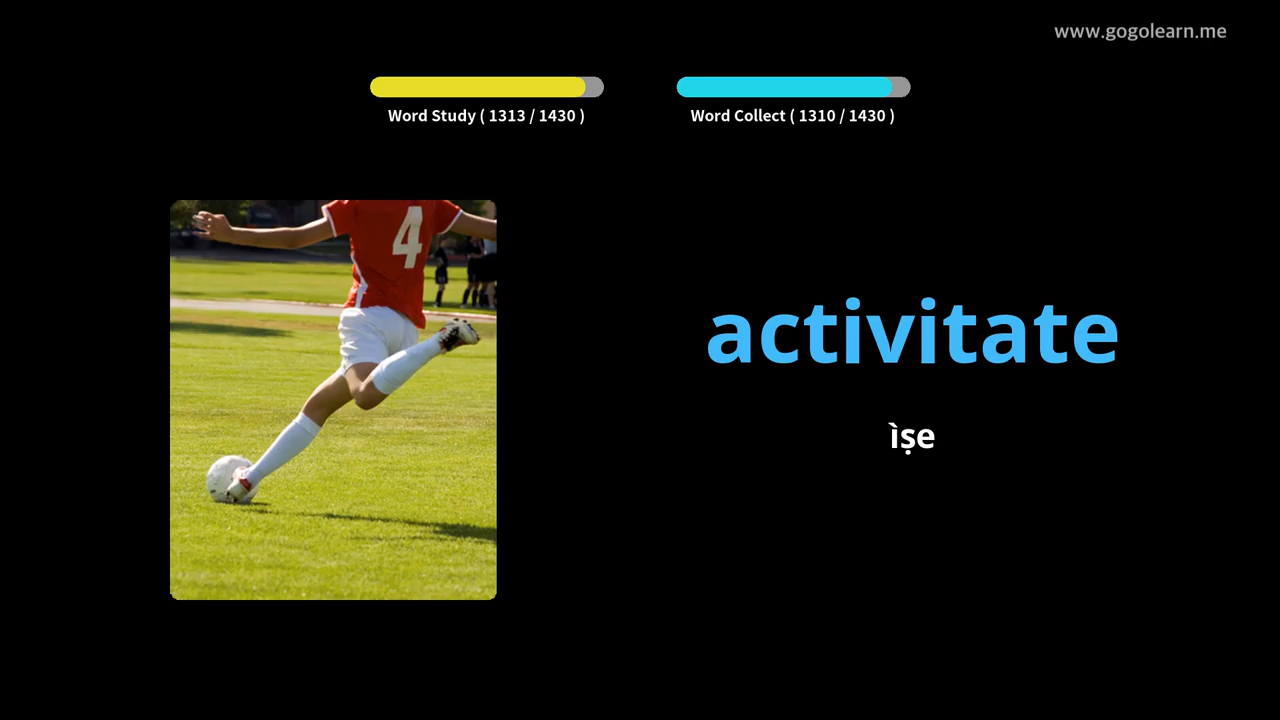 www.gogolearn.me
Word Study ( 1313 / 1430 )
Word Collect ( 1310 / 1430 )
4
activitate
ìṣe